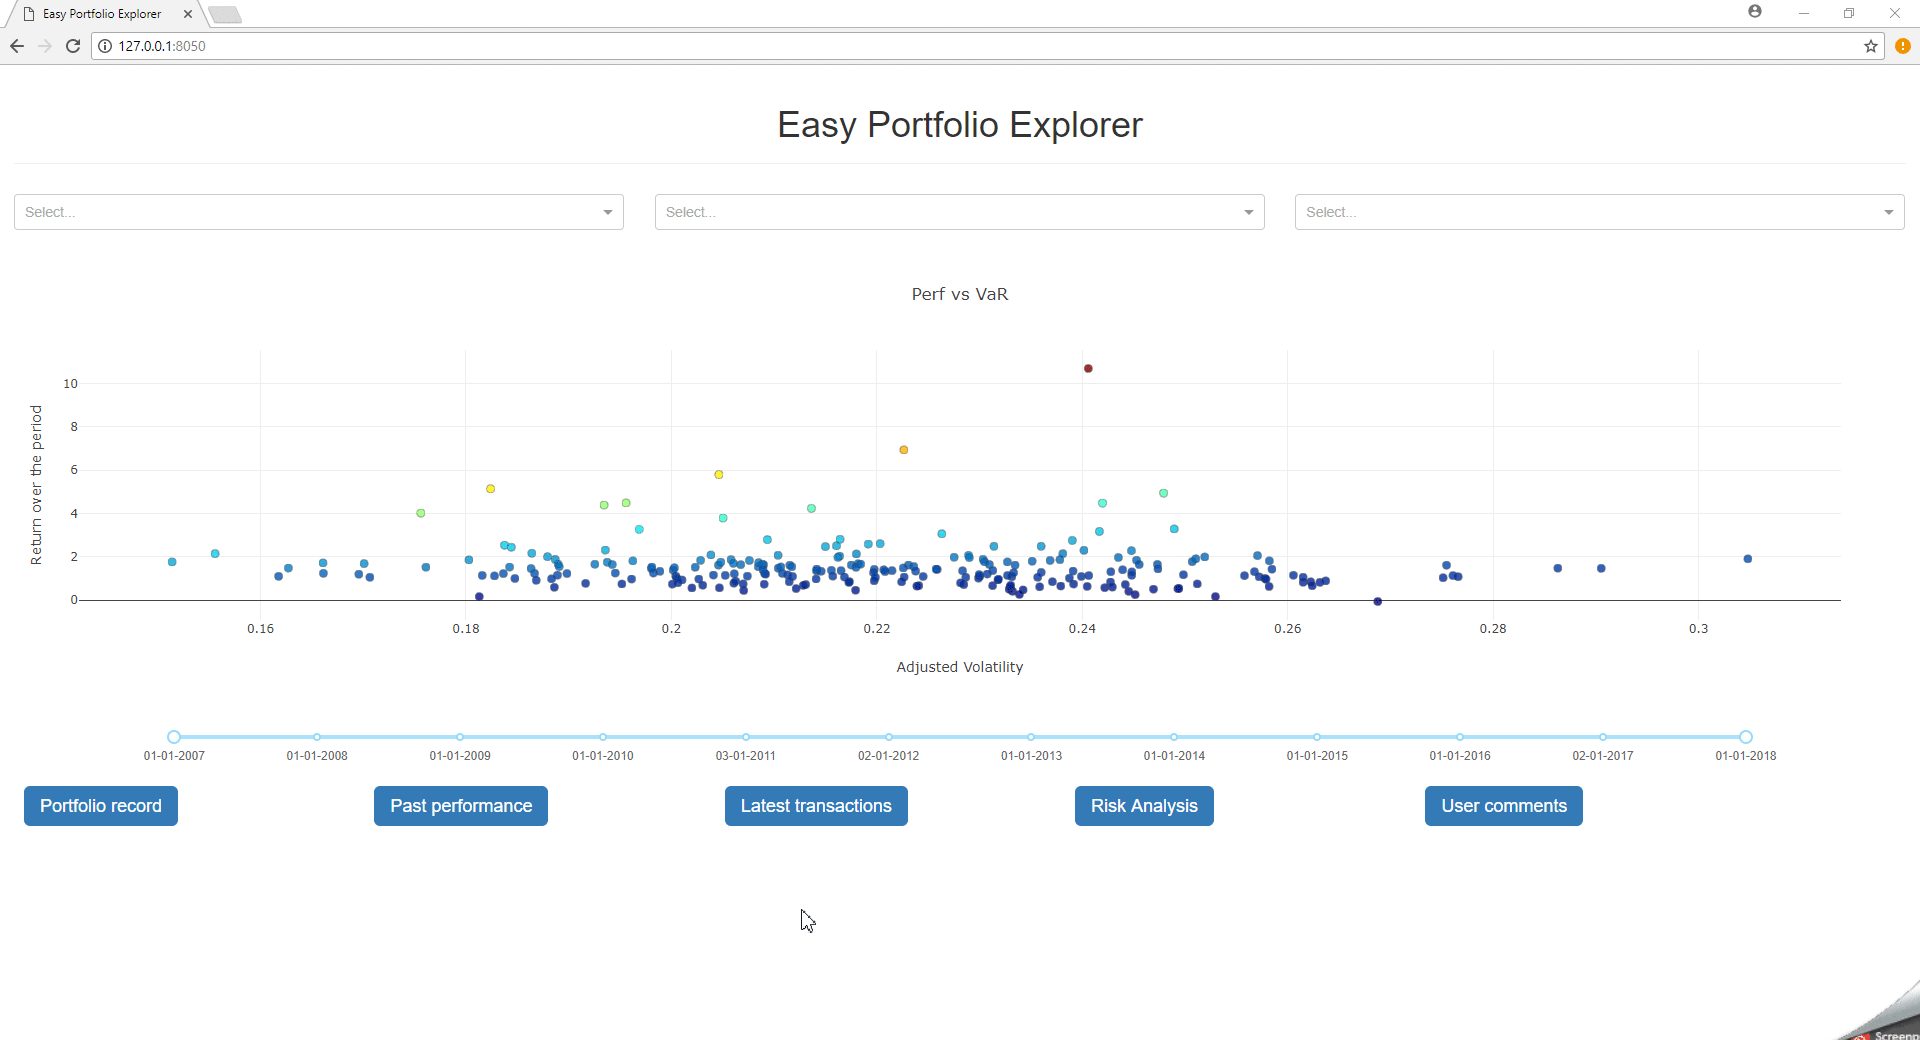 Easy Portfolio Explorer
127.0.0.1:8050
Easy Portfolio Explorer
Select... Select... Select...
Perf vs VaR
Return over the period
10
8
6
4
2
0
0.16 0.18 0.2 0.22 0.24 0.26 0.28 0.3
Adjusted Volatility
01-01-2007 01-01-2008 01-01-2009 01-01-2010 03-01-2011 02-01-2012 01-01-2013 01-01-2014 01-01-2015 01-01-2016 02-01-2017 01-01-2018
Portfolio record Past performance Latest transactions Risk Analysis User comments